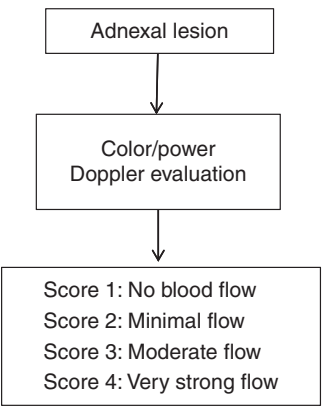 Adnexal lesion
Color/power
Doppler evaluation
Score 1: No blood flow
Score 2: Minimal flow
Score 3: Moderate flow
Score 4: Very strong flow